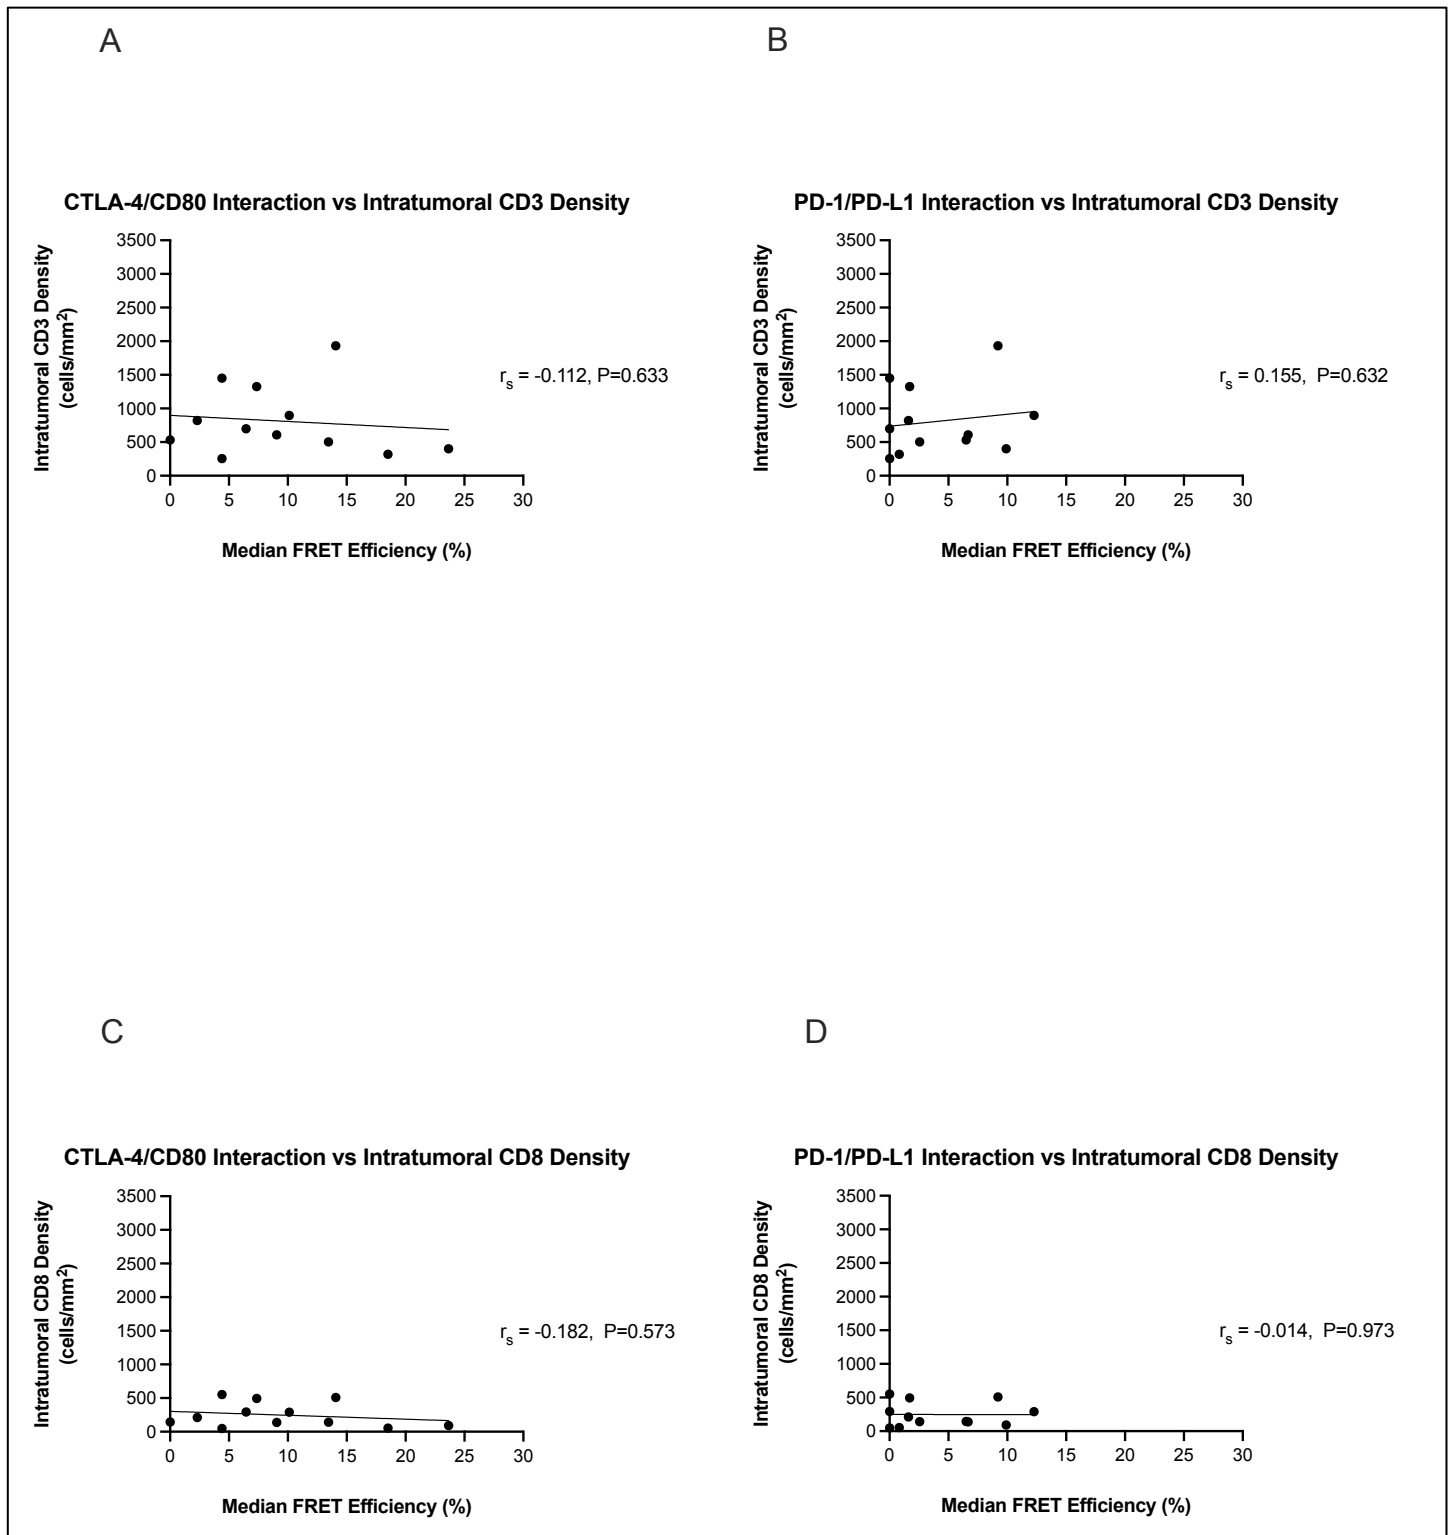 A
CTLA-4/CD80 Interaction vs Intratumoral CD3 Density
Intratumoral CD3 Density
(cells/mm²)
3500
3000
2500
2000
1500
1000
500
0
0 5 10 15 20 25 30
Median FRET Efficiency (%)
rₛ = -0.112, P=0.633
B
PD-1/PD-L1 Interaction vs Intratumoral CD3 Density
Intratumoral CD3 Density
(cells/mm²)
3500
3000
2500
2000
1500
1000
500
0
0 5 10 15 20 25 30
Median FRET Efficiency (%)
rₛ = 0.155, P=0.632
C
CTLA-4/CD80 Interaction vs Intratumoral CD8 Density
Intratumoral CD8 Density
(cells/mm²)
3500
3000
2500
2000
1500
1000
500
0
0 5 10 15 20 25 30
Median FRET Efficiency (%)
rₛ = -0.182, P=0.573
D
PD-1/PD-L1 Interaction vs Intratumoral CD8 Density
Intratumoral CD8 Density
(cells/mm²)
3500
3000
2500
2000
1500
1000
500
0
0 5 10 15 20 25 30
Median FRET Efficiency (%)
rₛ = -0.014, P=0.973